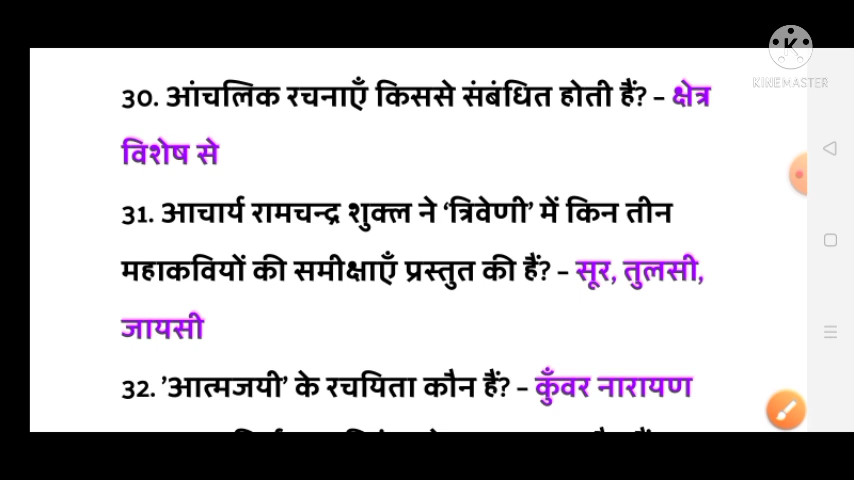 KINEMASTER
30. आंचलिक रचनाएँ किससे संबंधित होती हैं? – क्षेत्र
विशेष से
31. आचार्य रामचन्द्र शुक्ल ने ‘त्रिवेणी’ में किन तीन
महाकवियों की समीक्षाएँ प्रस्तुत की हैं? – सूर, तुलसी,
जायसी
32. ’आत्मजयी’ के रचयिता कौन हैं? – कुँवर नारायण